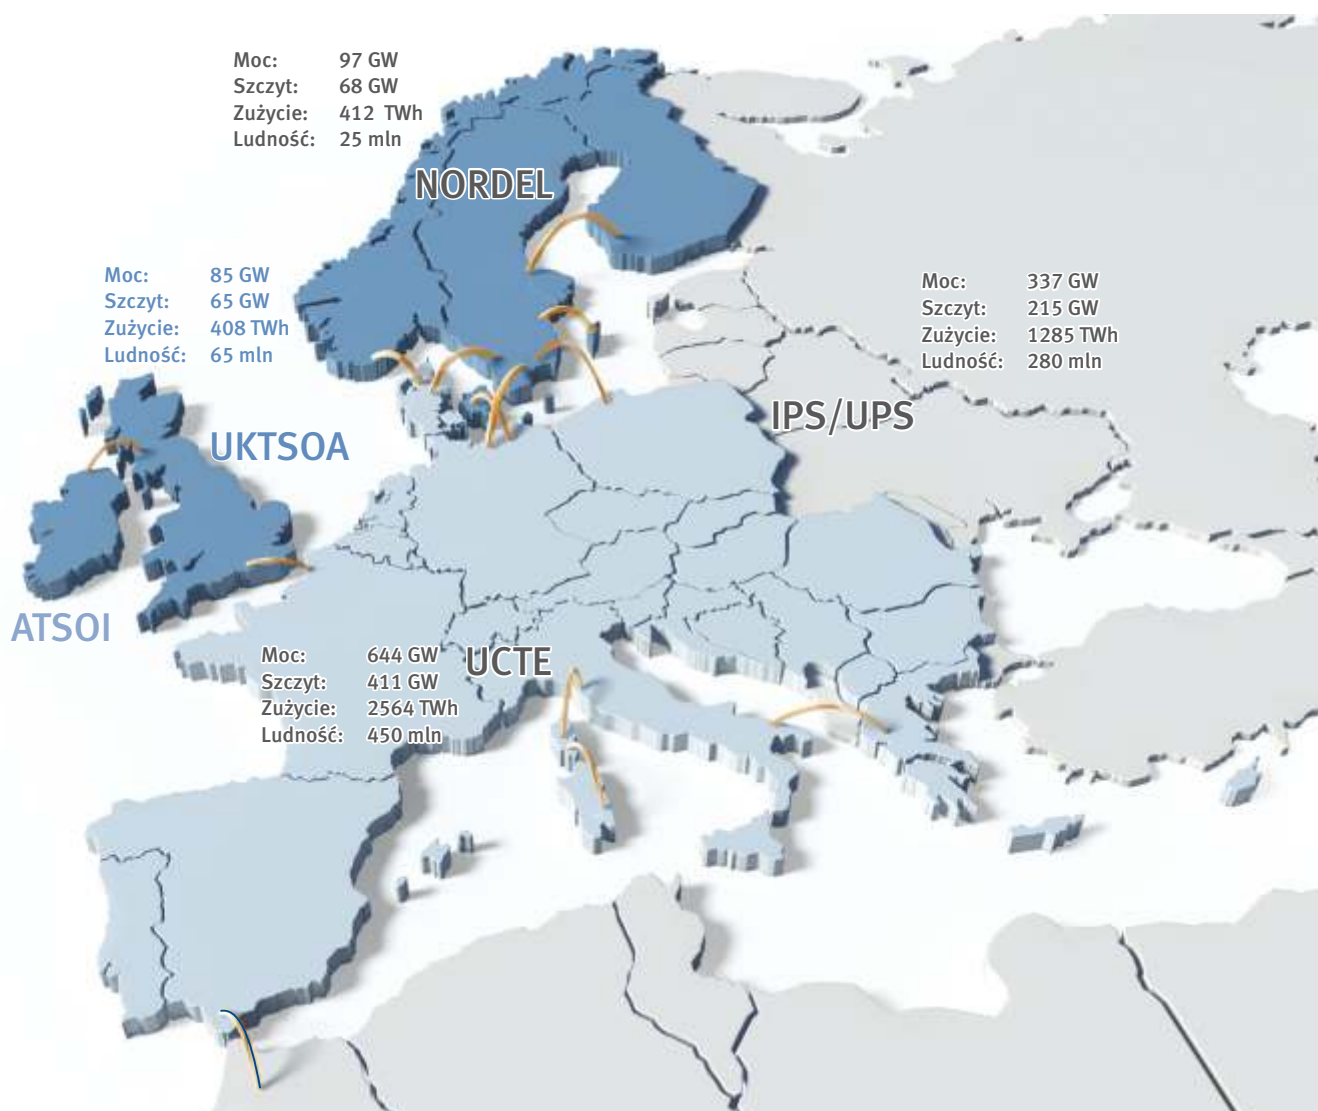 Moc: 97 GW
Szczyt: 68 GW
Zużycie: 412 TWh
Ludność: 25 mln
NORDEL
Moc: 85 GW
Szczyt: 65 GW
Zużycie: 408 TWh
Ludność: 65 mln
UKTSOA
Moc: 337 GW
Szczyt: 215 GW
Zużycie: 1285 TWh
Ludność: 280 mln
IPS/UPS
ATSOI
Moc: 644 GW
Szczyt: 411 GW
Zużycie: 2564 TWh
Ludność: 450 mln
UCTE